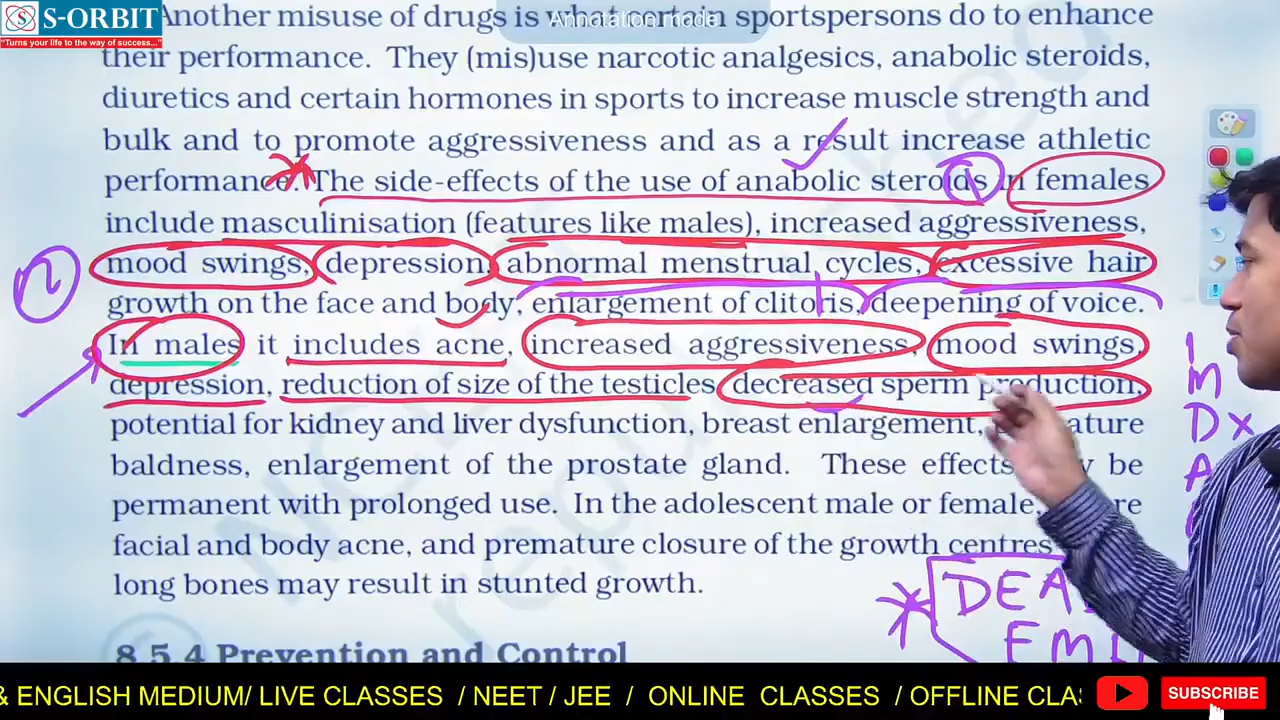 S-ORBIT
"Turns your life to the way of success..."
Annotation mode
Another misuse of drugs is what certain sportspersons do to enhance
their performance. They (mis)use narcotic analgesics, anabolic steroids,
diuretics and certain hormones in sports to increase muscle strength and
bulk and to promote aggressiveness and as a result increase athletic
performance. The side-effects of the use of anabolic steroids in females
1
include masculinisation (features like males), increased aggressiveness,
mood swings, depression, abnormal menstrual cycles, excessive hair
2
growth on the face and body, enlargement of clitoris, deepening of voice.
In males it includes acne, increased aggressiveness, mood swings,
depression, reduction of size of the testicles, decreased sperm production,
potential for kidney and liver dysfunction, breast enlargement,
baldness, enlargement of the prostate gland. These effects be
permanent with prolonged use. In the adolescent male or female,
facial and body acne, and premature closure of the growth centres
long bones may result in stunted growth.
I
M
D x
A
DEA
EM
8.5.4 Prevention and Control
& ENGLISH MEDIUM/ LIVE CLASSES / NEET / JEE / ONLINE CLASSES / OFFLINE CLAS
SUBSCRIBE